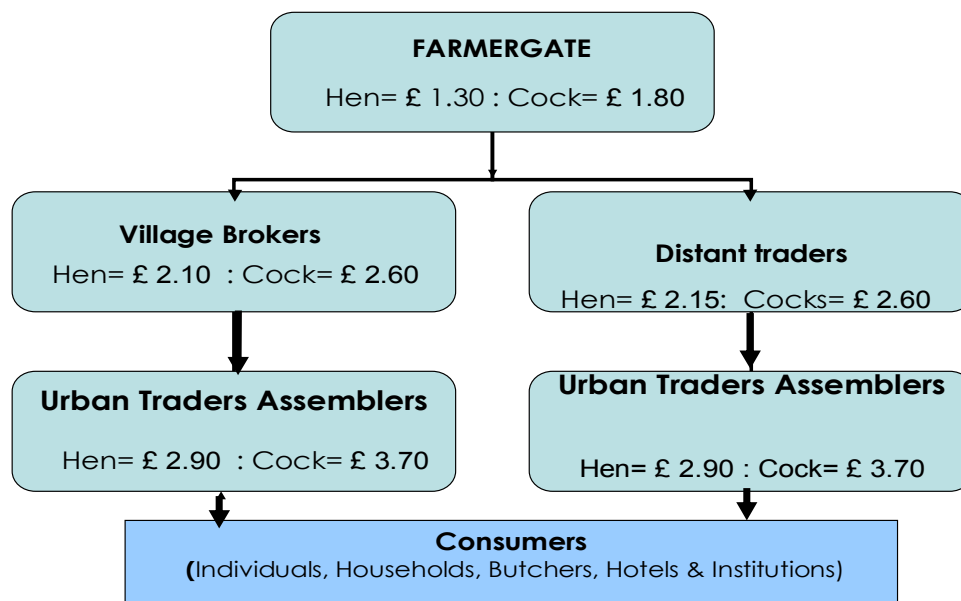 FARMERGATE
Hen= £ 1.30 : Cock= £ 1.80
Village Brokers
Hen= £ 2.10 : Cock= £ 2.60
Distant traders
Hen= £ 2.15: Cocks= £ 2.60
Urban Traders Assemblers
Hen= £ 2.90 : Cock= £ 3.70
Urban Traders Assemblers
Hen= £ 2.90 : Cock= £ 3.70
Consumers
(Individuals, Households, Butchers, Hotels & Institutions)